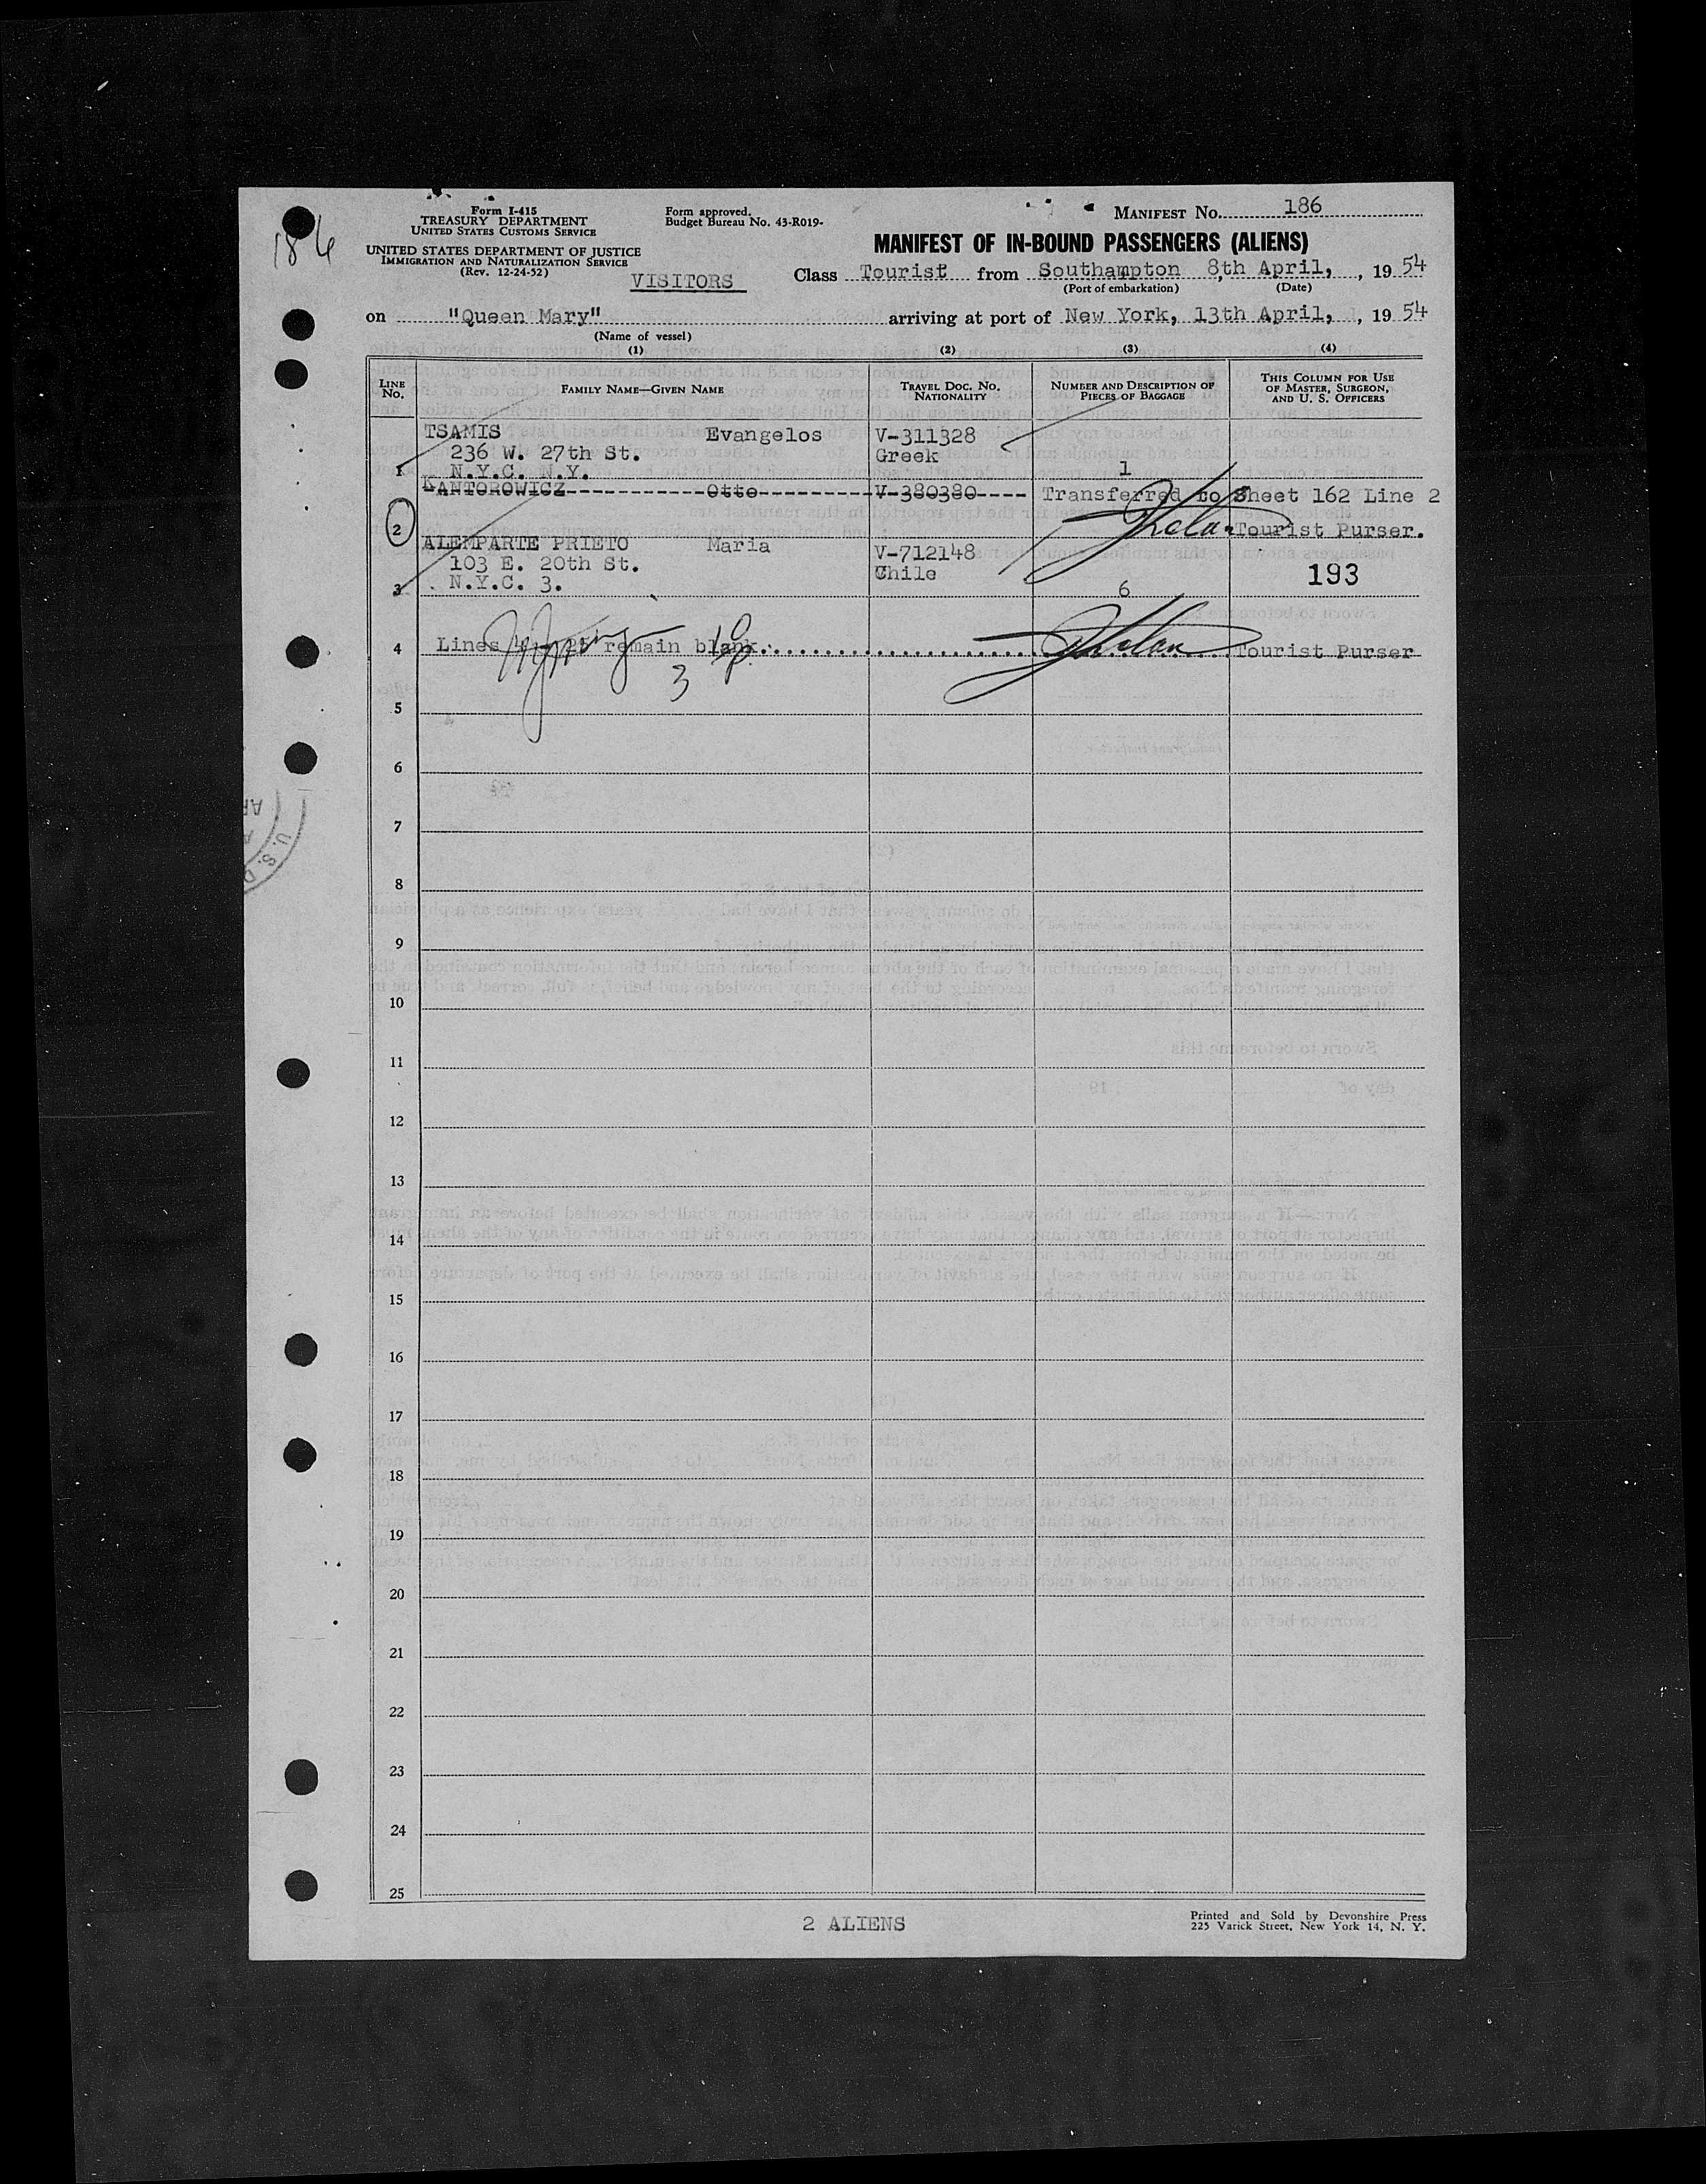 186
Form I-415
TREASURY DEPARTMENT
UNITED STATES CUSTOMS SERVICE
UNITED STATES DEPARTMENT OF JUSTICE
IMMIGRATION AND NATURALIZATION SERVICE
(Rev. 12-24-52)
Form approved.
Budget Bureau No. 43-R019-
VISITORS
MANIFEST No. 186
MANIFEST OF IN-BOUND PASSENGERS (ALIENS)
Class Tourist from Southampton 8th April, , 19 54
(Port of embarkation) (Date)
on "Queen Mary" arriving at port of New York, 13th April, , 19 54
(Name of vessel)
(1) (2) (3) (4)
LINE NO. FAMILY NAME—GIVEN NAME TRAVEL DOC. NO. NATIONALITY NUMBER AND DESCRIPTION OF PIECES OF BAGGAGE THIS COLUMN FOR USE OF MASTER, SURGEON, AND U. S. OFFICERS
TSAMIS Evangelos V-311328
236 W. 27th St. Greek
1 N.Y.C. N.Y. 1
KANTOROWICZ-----------Otto---------V-380380---- Transferred to Sheet 162 Line 2
2 Tourist Purser.
ALEMPARTE PRIETO Maria V-712148
103 E. 20th St. Chile 193
3 N.Y.C. 3. 6
4 Lines 4 - 25 remain blank. Tourist Purser
3
5
6
7
8
9
10
11
12
13
14
15
16
17
18
19
20
21
22
23
24
25
2 ALIENS
Printed and Sold by Devonshire Press
225 Varick Street, New York 14, N. Y.
U. S. D